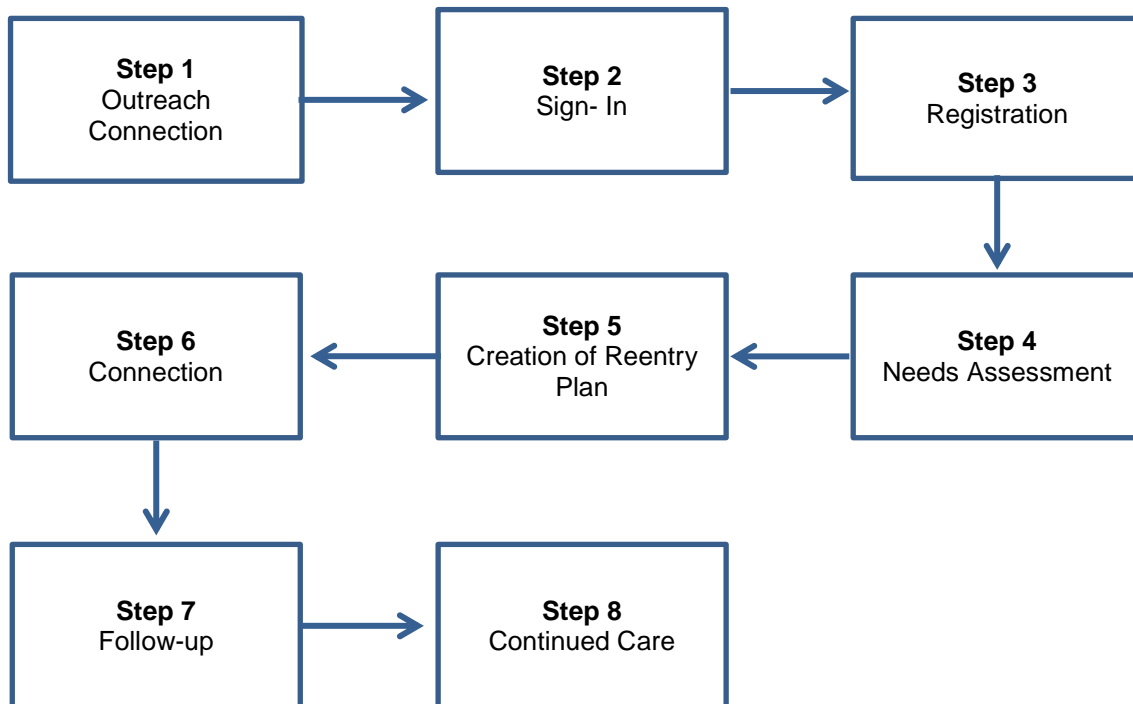 Step 1
Outreach
Connection
Step 2
Sign- In
Step 3
Registration
Step 4
Needs Assessment
Step 5
Creation of Reentry
Plan
Step 6
Connection
Step 7
Follow-up
Step 8
Continued Care